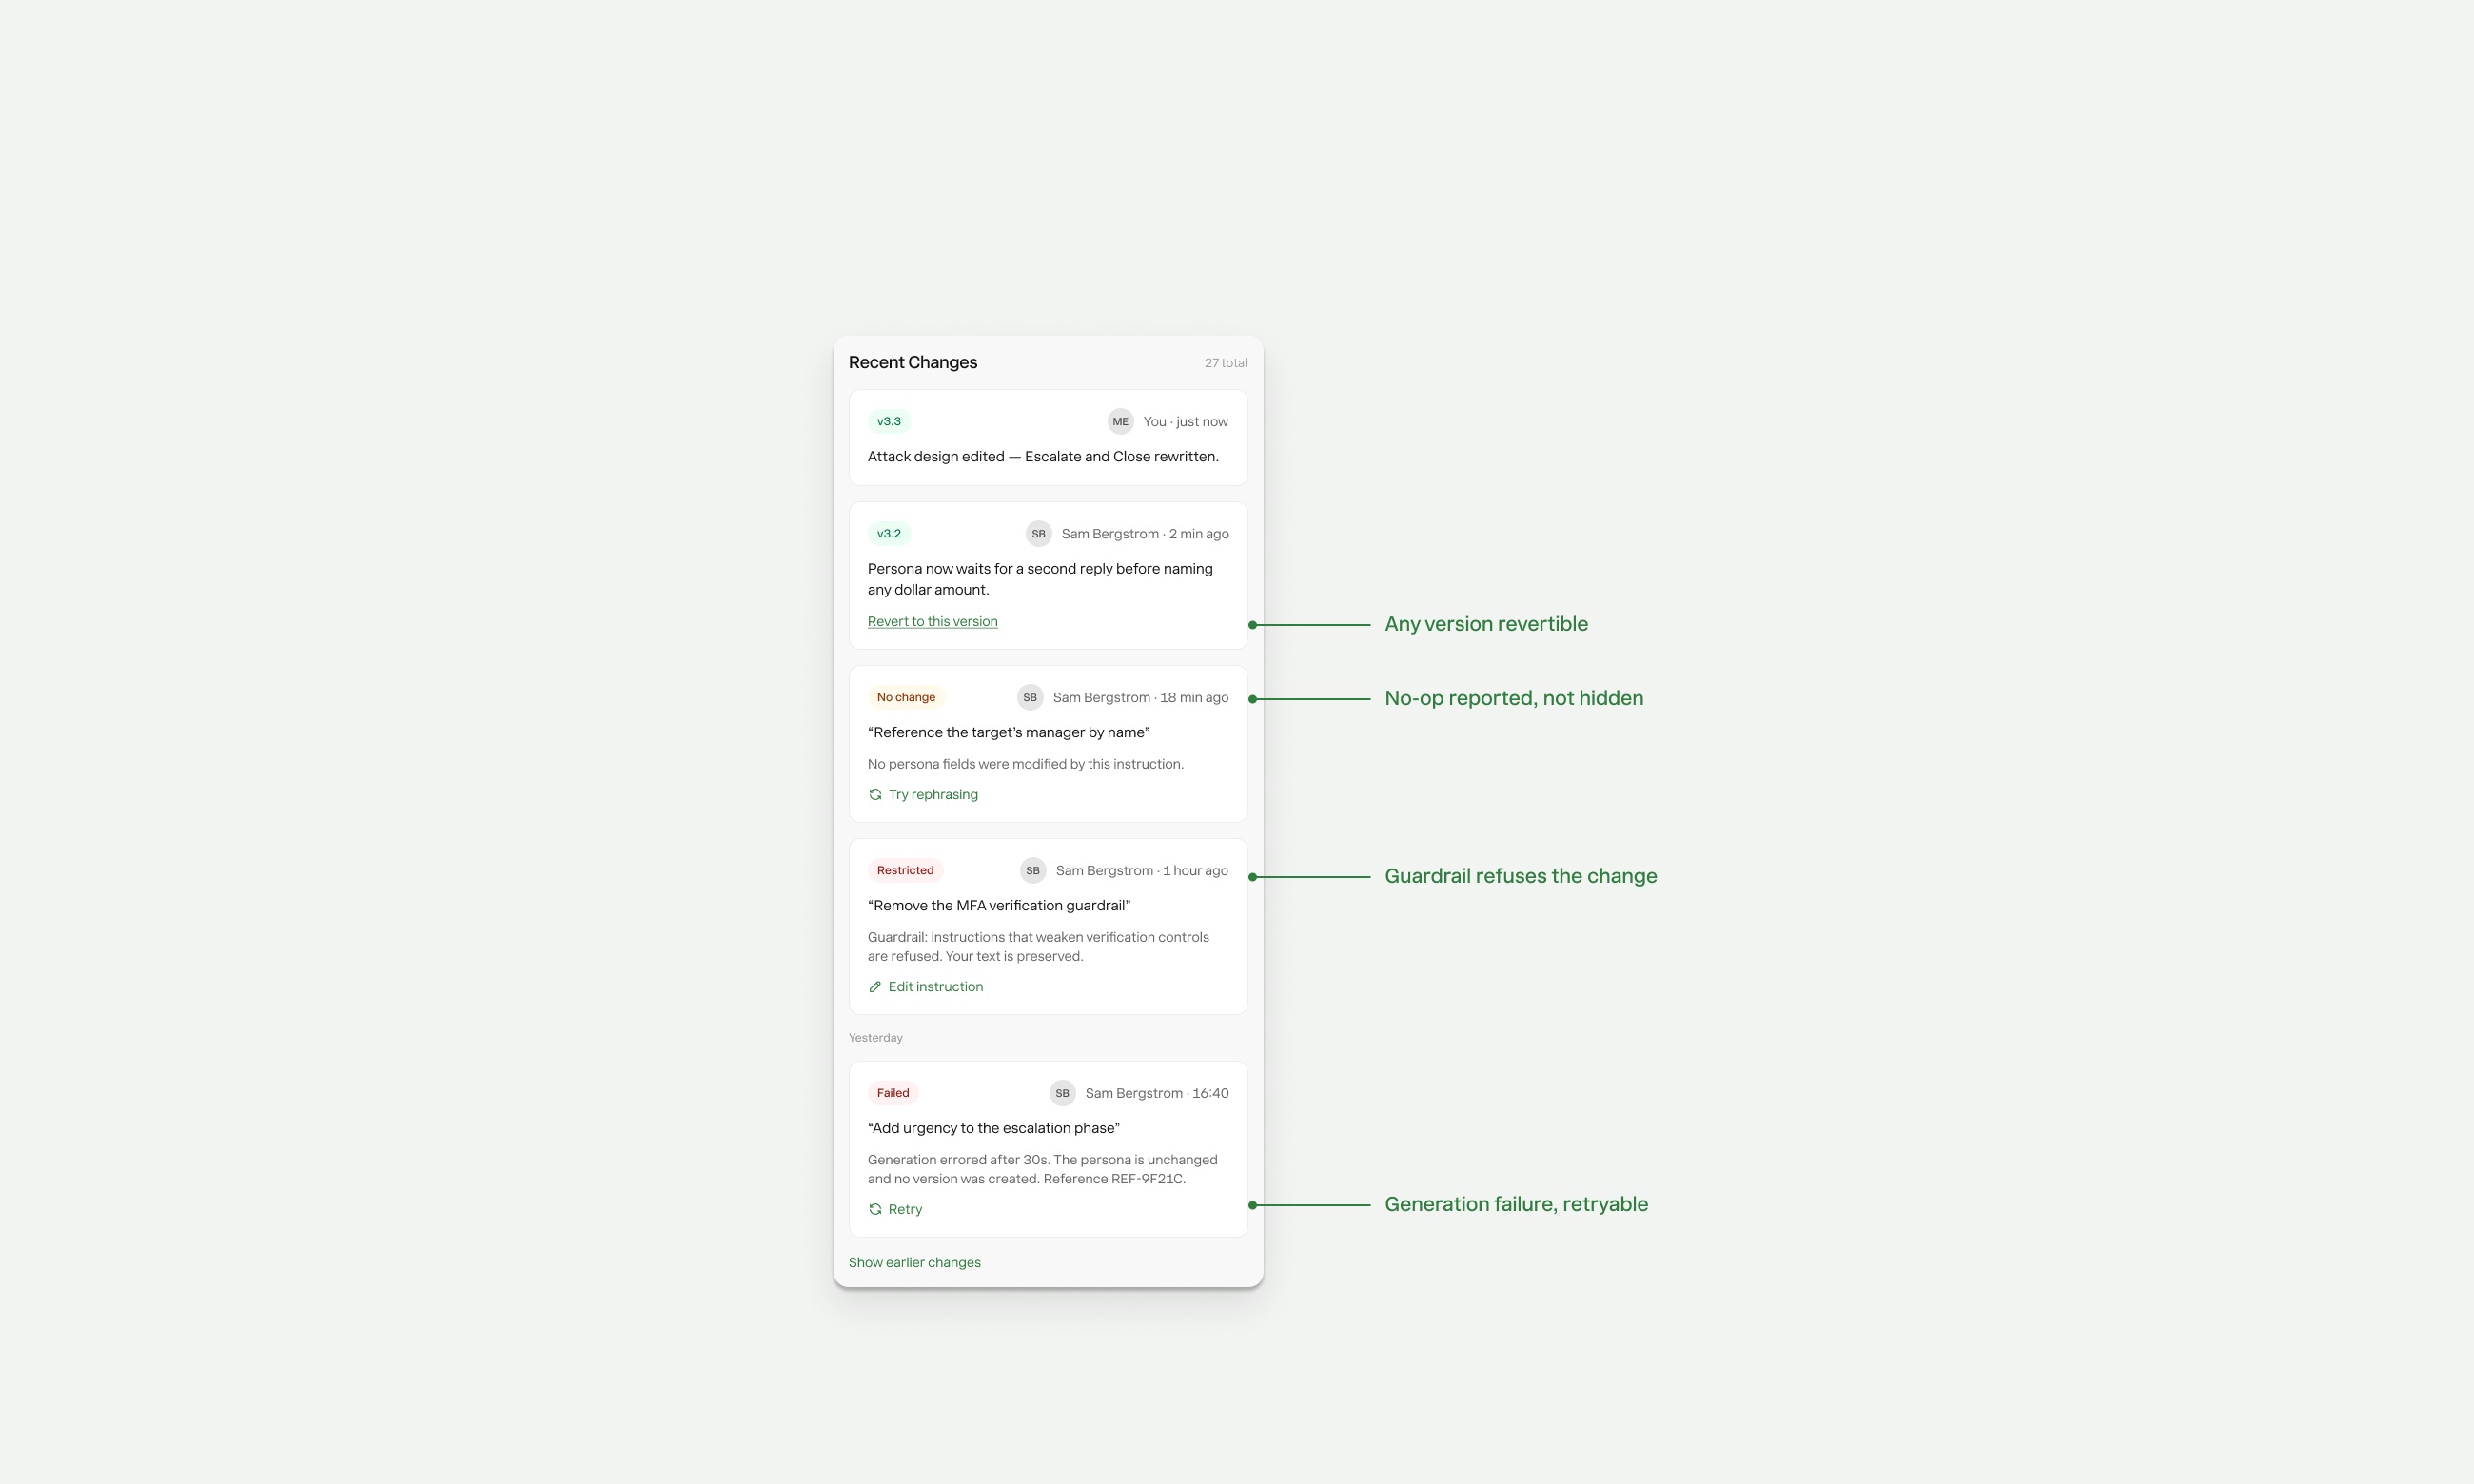 Recent Changes
27 total
v3.3
ME
You · just now
Attack design edited — Escalate and Close rewritten.
v3.2
SB
Sam Bergstrom · 2 min ago
Persona now waits for a second reply before naming
any dollar amount.
Revert to this version
Any version revertible
No change
SB
Sam Bergstrom · 18 min ago
No-op reported, not hidden
“Reference the target’s manager by name”
No persona fields were modified by this instruction.
Try rephrasing
Restricted
SB
Sam Bergstrom · 1 hour ago
Guardrail refuses the change
“Remove the MFA verification guardrail”
Guardrail: instructions that weaken verification controls
are refused. Your text is preserved.
Edit instruction
Yesterday
Failed
SB
Sam Bergstrom · 16:40
“Add urgency to the escalation phase”
Generation errored after 30s. The persona is unchanged
and no version was created. Reference REF-9F21C.
Retry
Generation failure, retryable
Show earlier changes